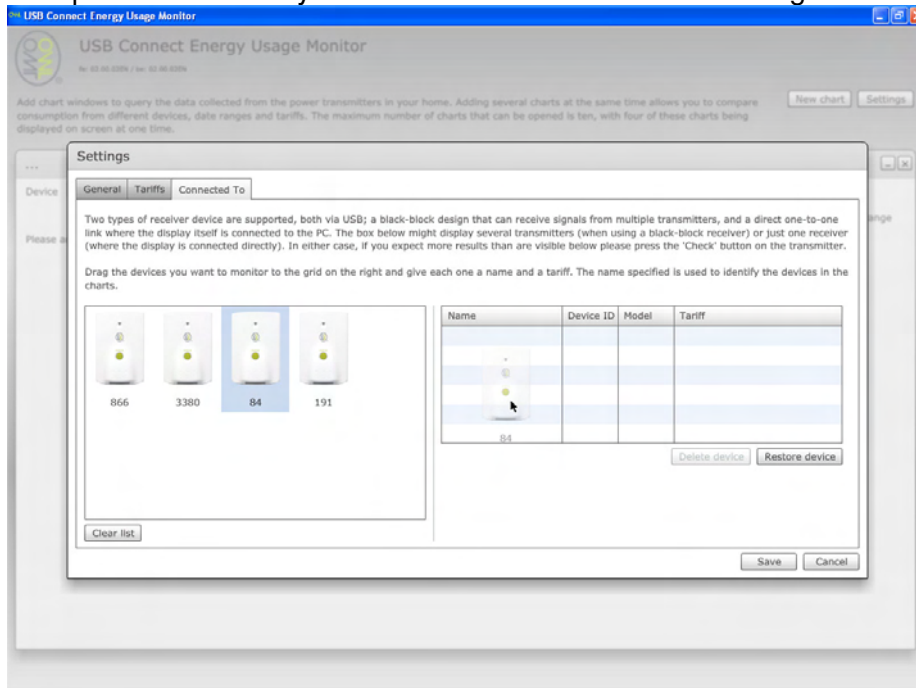 USB Connect Energy Usage Monitor
USB Connect Energy Usage Monitor
Add chart windows to query the data collected from the power transmitters in your home. Adding several charts at the same time allows you to compare
consumption from different devices, date ranges and tariffs. The maximum number of charts that can be opened is ten, with four of these charts being
displayed on screen at one time.
New chart
Settings
...
Settings
Device
General
Tariffs
Connected To
Two types of receiver device are supported, both via USB; a black-block design that can receive signals from multiple transmitters, and a direct one-to-one
link where the display itself is connected to the PC. The box below might display several transmitters (when using a black-block receiver) or just one receiver
(where the display is connected directly). In either case, if you expect more results than are visible below please press the 'Check' button on the transmitter.
Please a
Drag the devices you want to monitor to the grid on the right and give each one a name and a tariff. The name specified is used to identify the devices in the
charts.
Name
Device ID
Model
Tariff
866
3380
84
191
84
Delete device
Restore device
Clear list
Save
Cancel